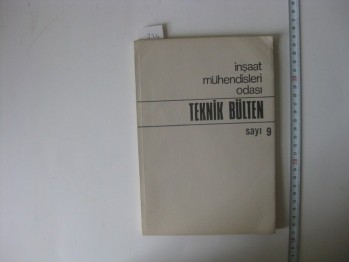 inşaat
mühendisleri
odası
TEKNİK BÜLTEN
sayı 9